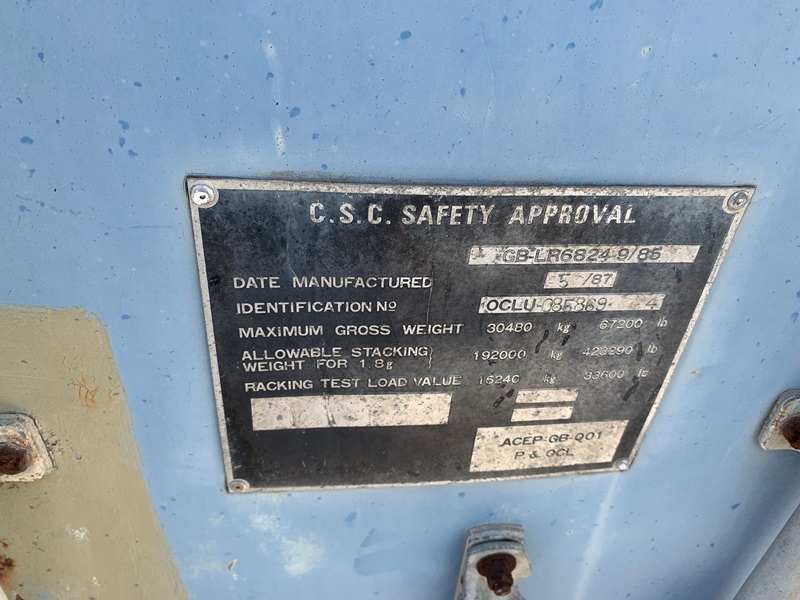 C.S.C. SAFETY APPROVAL
GB-LR6824-9/85
DATE MANUFACTURED 5 /87
IDENTIFICATION Nº OCLU 4
MAXIMUM GROSS WEIGHT 30480 kg 67200 lb
ALLOWABLE STACKING
WEIGHT FOR 1.8g 192000 kg 423290 lb
RACKING TEST LOAD VALUE 15240 kg 33600 lb
ACEP GB 001
P & OCL